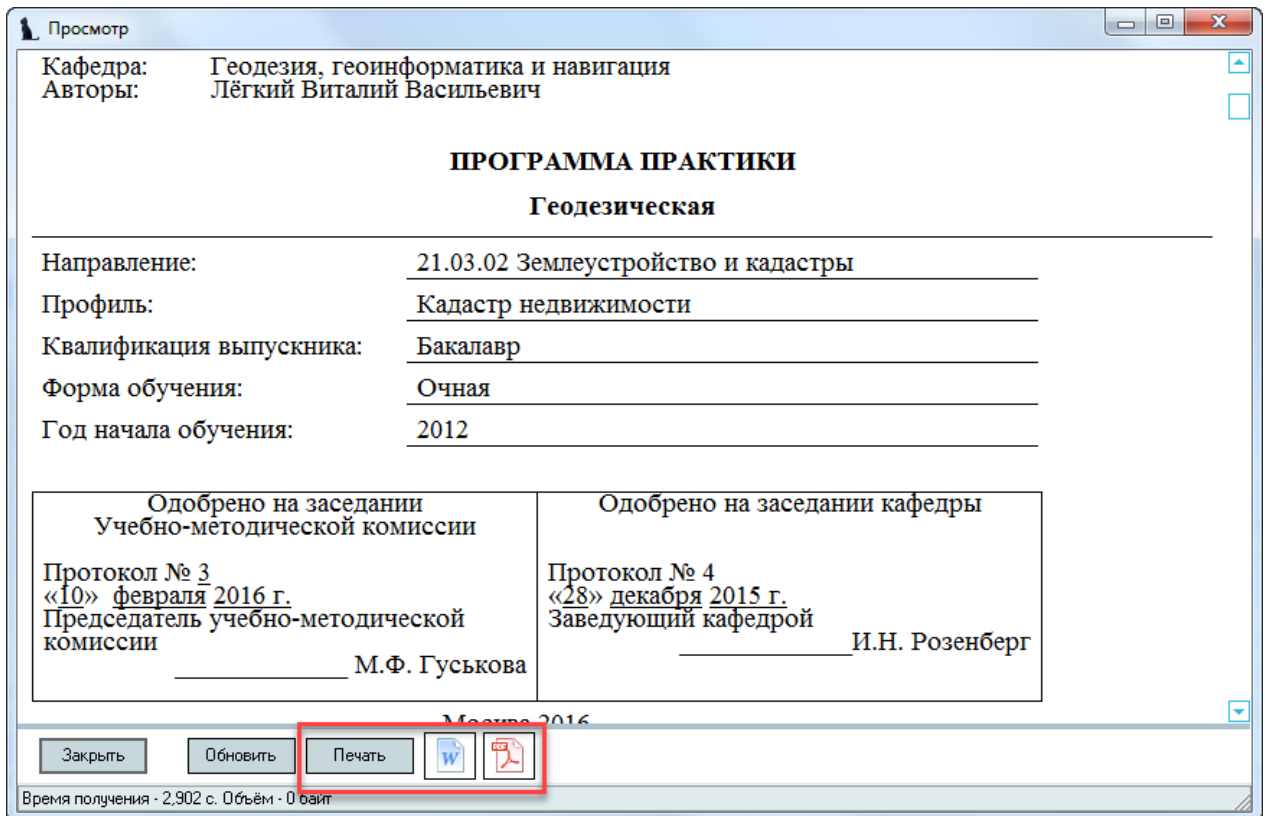 Просмотр
Кафедра: Геодезия, геоинформатика и навигация
Авторы: Лёгкий Виталий Васильевич
ПРОГРАММА ПРАКТИКИ
Геодезическая
Направление: 21.03.02 Землеустройство и кадастры
Профиль: Кадастр недвижимости
Квалификация выпускника: Бакалавр
Форма обучения: Очная
Год начала обучения: 2012
Одобрено на заседании
Учебно-методической комиссии
Протокол № 3
«10» февраля 2016 г.
Председатель учебно-методической
комиссии
М.Ф. Гуськова
Одобрено на заседании кафедры
Протокол № 4
«28» декабря 2015 г.
Заведующий кафедрой
И.Н. Розенберг
Москва 2016
Закрыть Обновить Печать W PDF
Время получения - 2,902 с. Объём - 0 байт